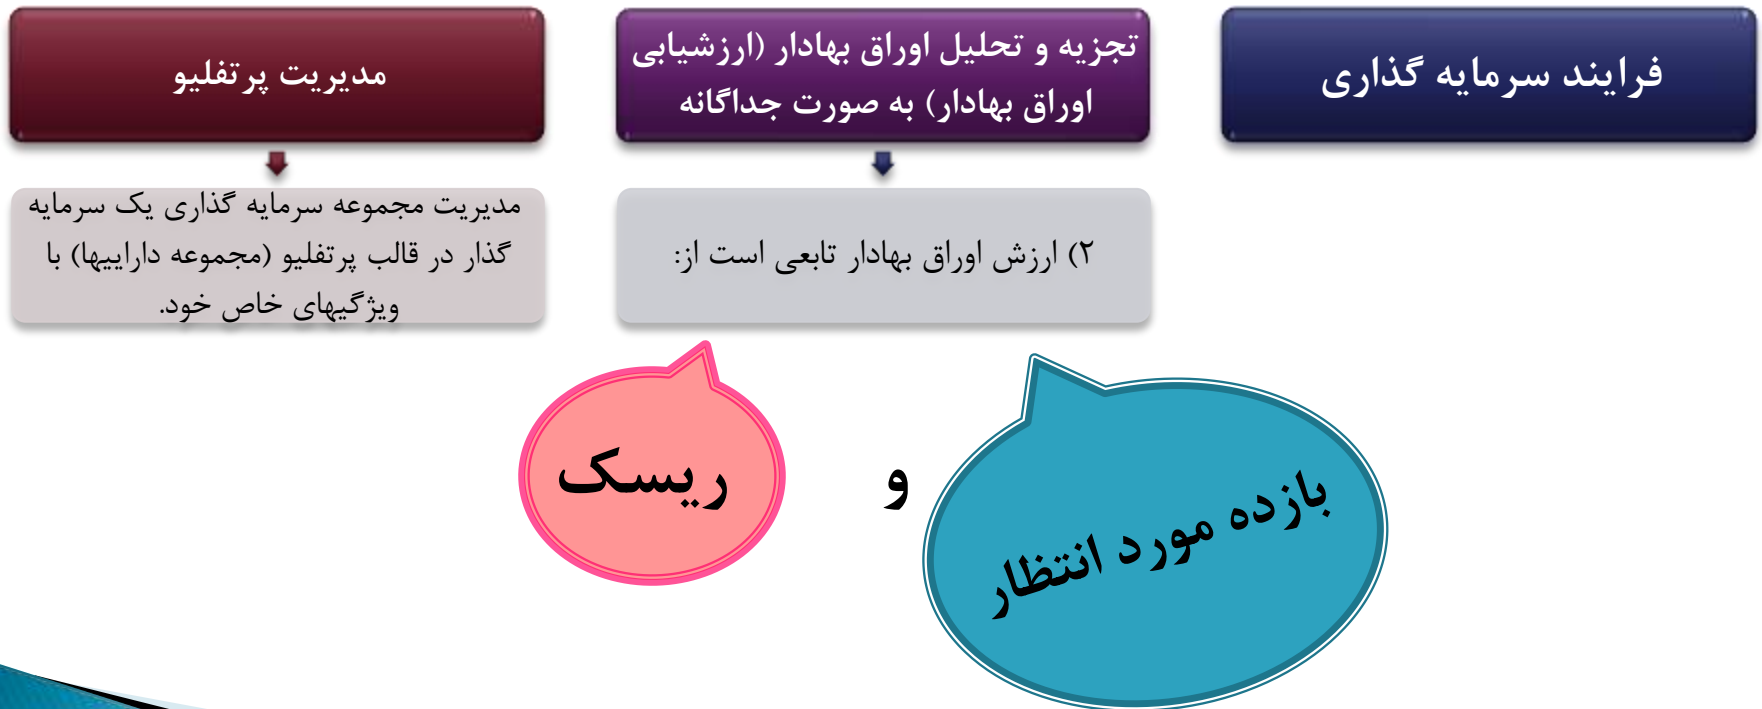 فرایند سرمایه گذاری
تجزیه و تحلیل اوراق بهادار (ارزشیابی
اوراق بهادار) به صورت جداگانه
۲) ارزش اوراق بهادار تابعی است از:
مدیریت پرتفلیو
مدیریت مجموعه سرمایه گذاری یک سرمایه
گذار در قالب پرتفلیو (مجموعه داراییها) با
ویژگیهای خاص خود.
بازده مورد انتظار
و
ریسک